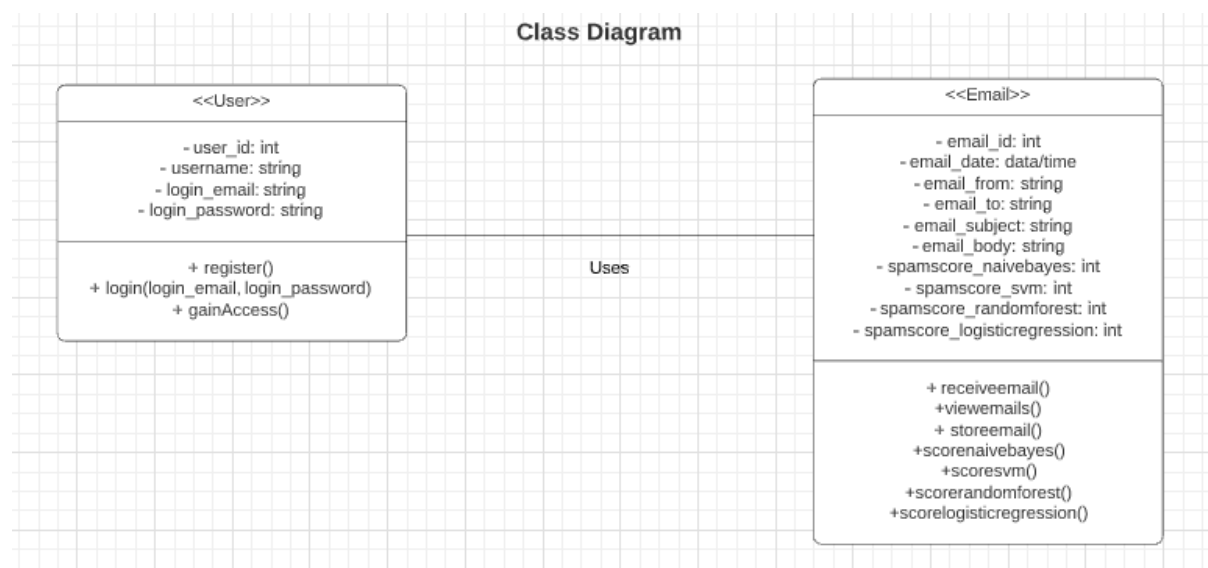 Class Diagram
<<User>>
- user_id: int
- username: string
- login_email: string
- login_password: string
+ register()
+ login(login_email, login_password)
+ gainAccess()
Uses
<<Email>>
- email_id: int
- email_date: data/time
- email_from: string
- email_to: string
- email_subject: string
- email_body: string
- spamscore_naivebayes: int
- spamscore_svm: int
- spamscore_randomforest: int
- spamscore_logisticregression: int
+ receiveemail()
+viewemails()
+ storeemail()
+scorenaivebayes()
+scoresvm()
+scorerandomforest()
+scorelogisticregression()